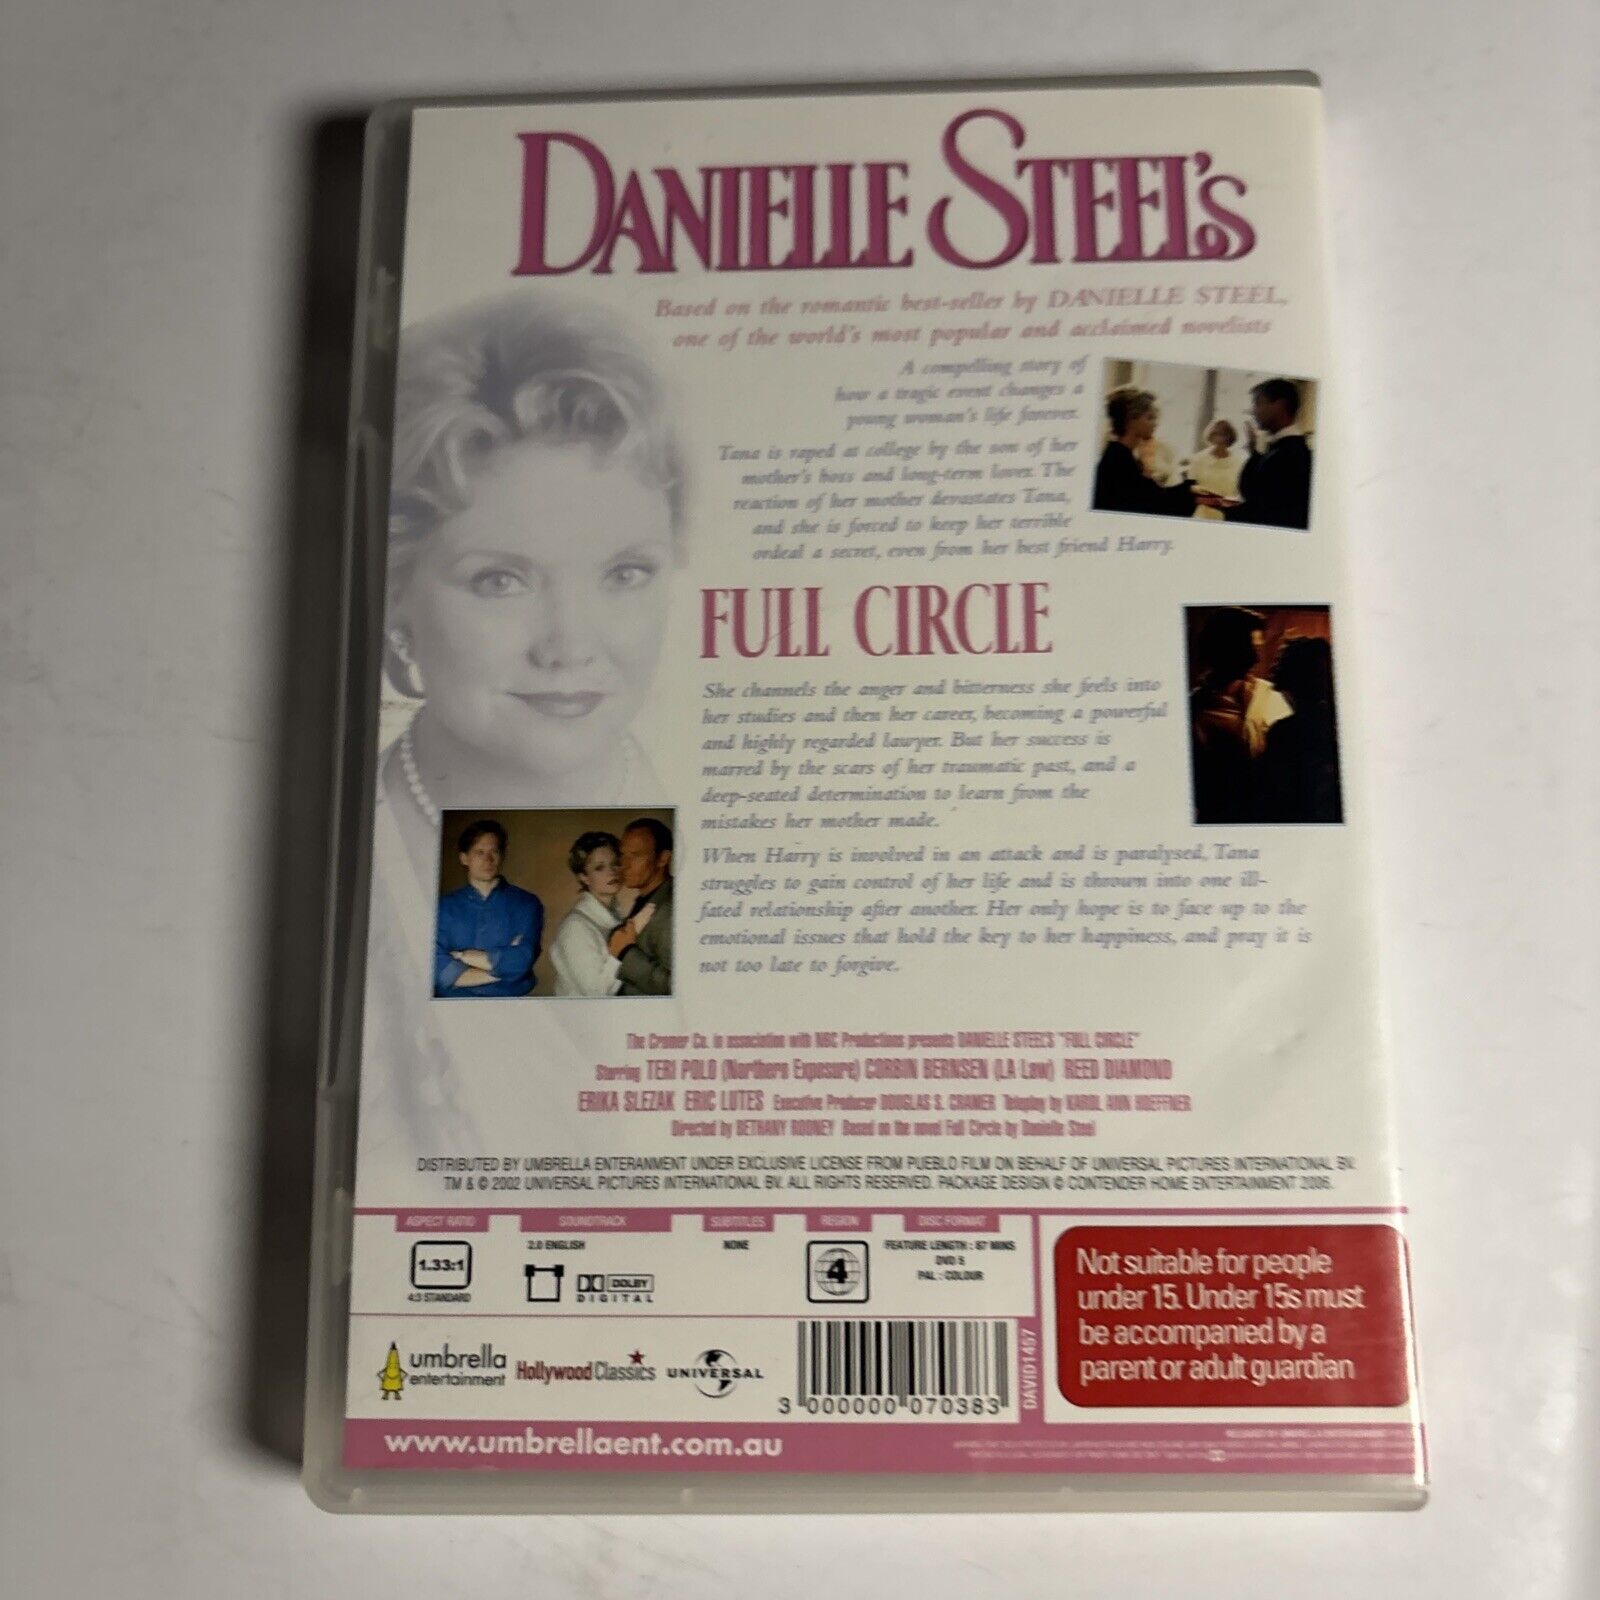 DANIELLE STEEL'S
Based on the romantic best-seller by DANIELLE STEEL,
one of the world's most popular and acclaimed novelists
A compelling story of
how a tragic event changes a
young woman's life forever.
Tana is raped at college by the son of her
mother's boss and long-term lover. The
reaction of her mother devastates Tana,
and she is forced to keep her terrible
ordeal a secret, even from her best friend Harry.
FULL CIRCLE
She channels the anger and bitterness she feels into
her studies and then her career, becoming a powerful
and highly regarded lawyer. But her success is
marred by the scars of her traumatic past, and a
deep-seated determination to learn from the
mistakes her mother made.
When Harry is involved in an attack and is paralysed, Tana
struggles to gain control of her life and is thrown into one ill-
fated relationship after another. Her only hope is to face up to the
emotional issues that hold the key to her happiness, and pray it is
not too late to forgive.
The Cramer Co. in association with NBC Productions presents DANIELLE STEEL'S "FULL CIRCLE"
Starring TERI POLO (Northern Exposure) CORBIN BERNSEN (LA Law) REED DIAMOND
ERIKA SLEZAK ERIC LUTES Executive Producer DOUGLAS S. CRAMER Teleplay by KAROL ANN HOEFFNER
Directed by BETHANY ROONEY Based on the novel Full Circle by Danielle Steel
DISTRIBUTED BY UMBRELLA ENTERANMENT UNDER EXCLUSIVE LICENSE FROM PUEBLO FILM ON BEHALF OF UNIVERSAL PICTURES INTERNATIONAL BV.
TM & © 2002 UNIVERSAL PICTURES INTERNATIONAL BV. ALL RIGHTS RESERVED. PACKAGE DESIGN © CONTENDER HOME ENTERTAINMENT 2006.
ASPECT RATIO
1.33:1
4:3 STANDARD
SOUNDTRACK
2.0 ENGLISH
DOLBY
DIGITAL
SUBTITLES
NONE
REGION
4
DISC FORMAT
FEATURE LENGTH : 87 MINS
DVD 5
PAL : COLOUR
Not suitable for people
under 15. Under 15s must
be accompanied by a
parent or adult guardian
umbrella
entertainment
Hollywood Classics
UNIVERSAL
3 000000 070383
DAVID1457
www.umbrellaent.com.au